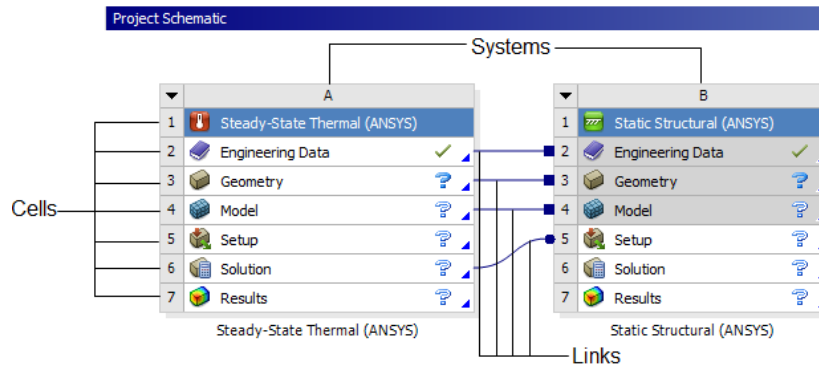 Project Schematic
Systems
A
1 Steady-State Thermal (ANSYS)
2 Engineering Data
3 Geometry
4 Model
5 Setup
6 Solution
7 Results
Steady-State Thermal (ANSYS)
B
1 Static Structural (ANSYS)
2 Engineering Data
3 Geometry
4 Model
5 Setup
6 Solution
7 Results
Static Structural (ANSYS)
Cells
Links